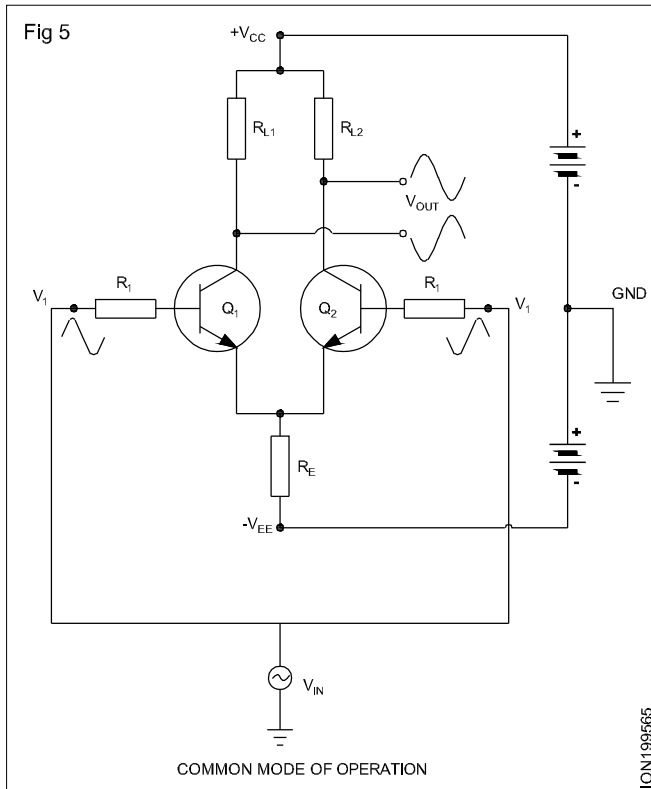 Fig 5
+VCC
RL1
RL2
+
-
VOUT
V1
R1
Q1
Q2
R1
V1
GND
+
-
RE
-VEE
VIN
COMMON MODE OF OPERATION
ION199565